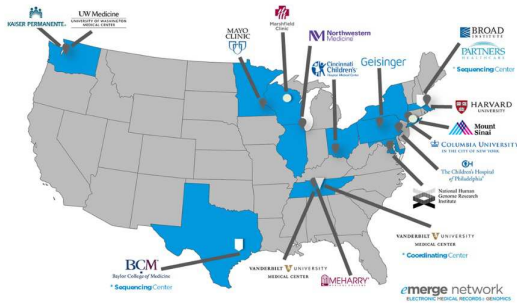 KAISER PERMANENTE®
UW Medicine
UNIVERSITY OF WASHINGTON
MEDICAL CENTER
MAYO
CLINIC
Marshfield
Clinic
Northwestern
Medicine
Cincinnati
Children's
Geisinger
BROAD
INSTITUTE
PARTNERS
HEALTHCARE
* Sequencing Center
HARVARD
UNIVERSITY
Mount
Sinai
COLUMBIA UNIVERSITY
IN THE CITY OF NEW YORK
The Children's Hospital
of Philadelphia®
National Human
Genome Research
Institute
VANDERBILT V UNIVERSITY
MEDICAL CENTER
* Coordinating Center
BCM®
Baylor College of Medicine
* Sequencing Center
VANDERBILT V UNIVERSITY
MEDICAL CENTER
MEHARRY
emerge network
ELECTRONIC MEDICAL RECORDS & GENOMICS